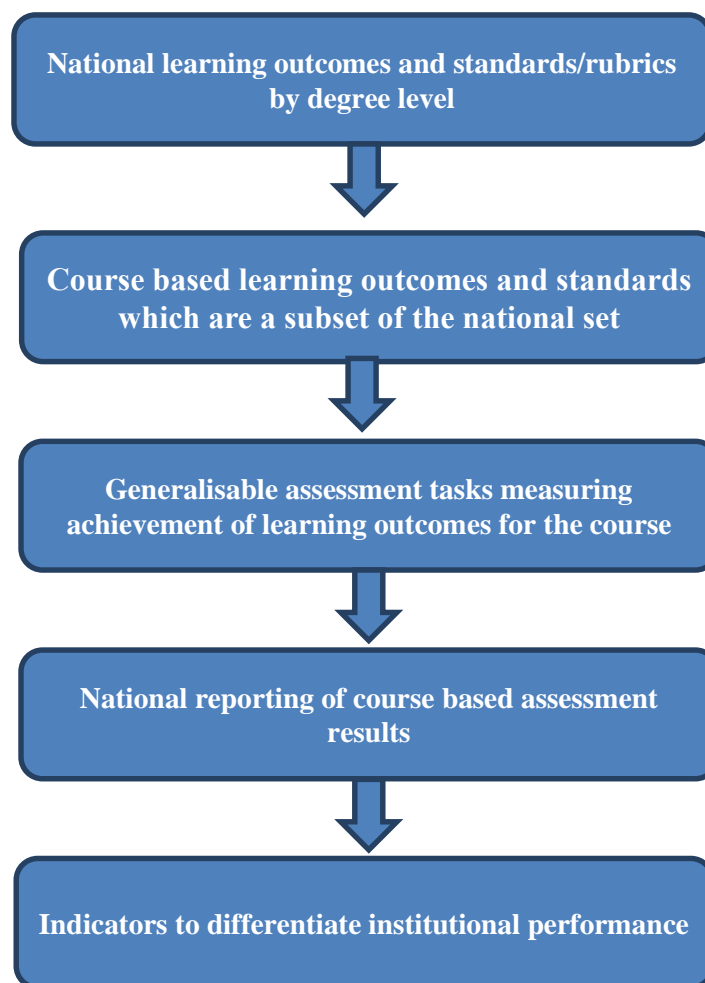 National learning outcomes and standards/rubrics
by degree level
Course based learning outcomes and standards
which are a subset of the national set
Generalisable assessment tasks measuring
achievement of learning outcomes for the course
National reporting of course based assessment
results
Indicators to differentiate institutional performance